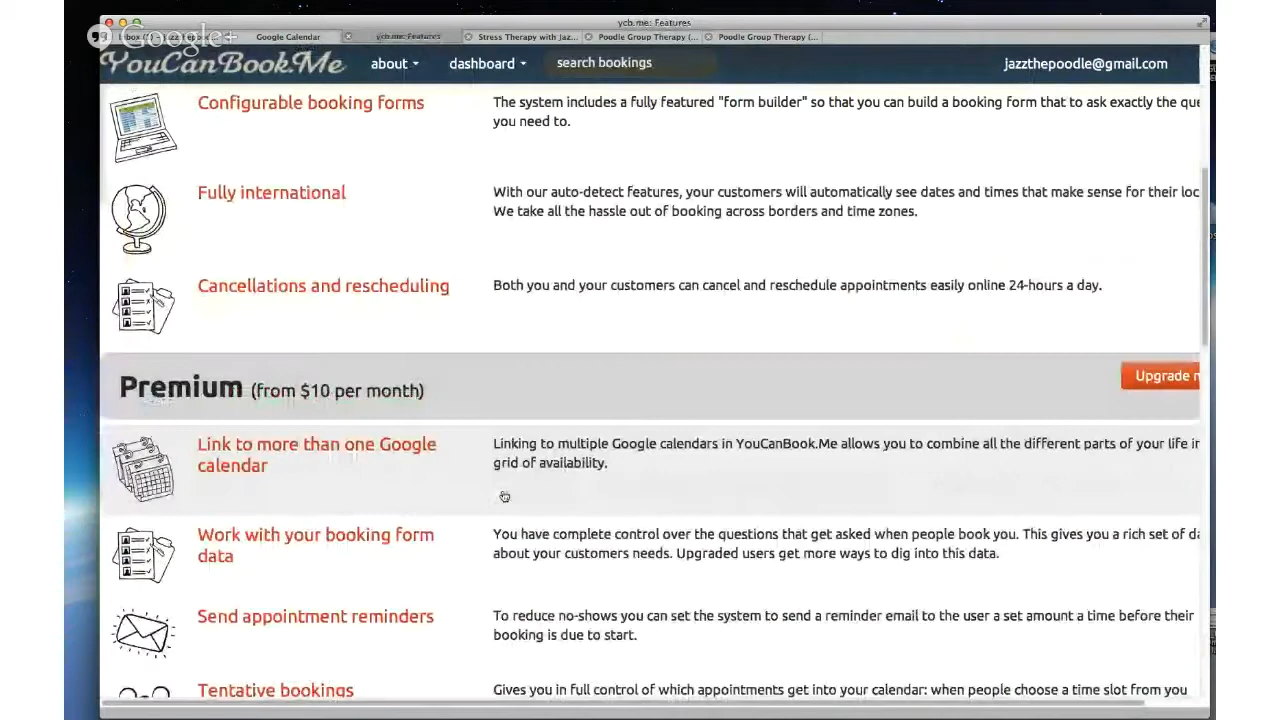 ycb.me: Features
Google+
Google Calendar
ycb.me: Features
Stress Therapy with Jaz...
Poodle Group Therapy (...
Poodle Group Therapy (...
YouCanBook.Me
about
dashboard
search bookings
jazzthepoodle@gmail.com
Configurable booking forms
The system includes a fully featured "form builder" so that you can build a booking form that to ask exactly the que
you need to.
Fully international
With our auto-detect features, your customers will automatically see dates and times that make sense for their loc
We take all the hassle out of booking across borders and time zones.
Cancellations and rescheduling
Both you and your customers can cancel and reschedule appointments easily online 24-hours a day.
Premium (from $10 per month)
Upgrade n
Link to more than one Google
calendar
Linking to multiple Google calendars in YouCanBook.Me allows you to combine all the different parts of your life in
grid of availability.
Work with your booking form
data
You have complete control over the questions that get asked when people book you. This gives you a rich set of da
about your customers needs. Upgraded users get more ways to dig into this data.
Send appointment reminders
To reduce no-shows you can set the system to send a reminder email to the user a set amount a time before their
booking is due to start.
Tentative bookings
Gives you in full control of which appointments get into your calendar: when people choose a time slot from you